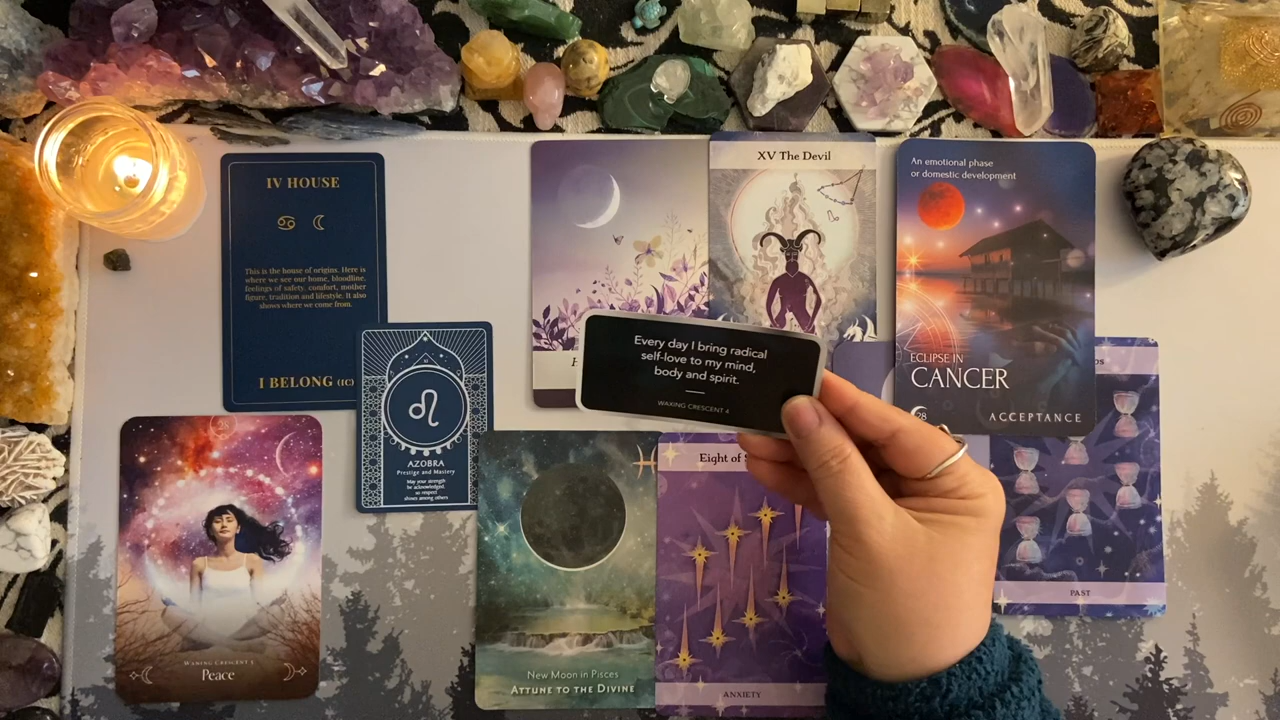 IV HOUSE
This is the house of origins. Here is
where we see our home, bloodline,
feelings of safety, comfort, mother
figure, tradition and lifestyle. It also
shows where we come from.
I BELONG (IC)
AZOBRA
Prestige and Mastery
May your strength
be acknowledged,
as respect
shows among others
28
WANING CRESCENT 3
Peace
XV The Devil
Every day I bring radical
self-love to my mind,
body and spirit.
WAXING CRESCENT 4
An emotional phase
or domestic development
ECLIPSE IN
CANCER
28
ACCEPTANCE
New Moon in Pisces
ATTUNE TO THE DIVINE
Eight of
ANXIETY
PAST